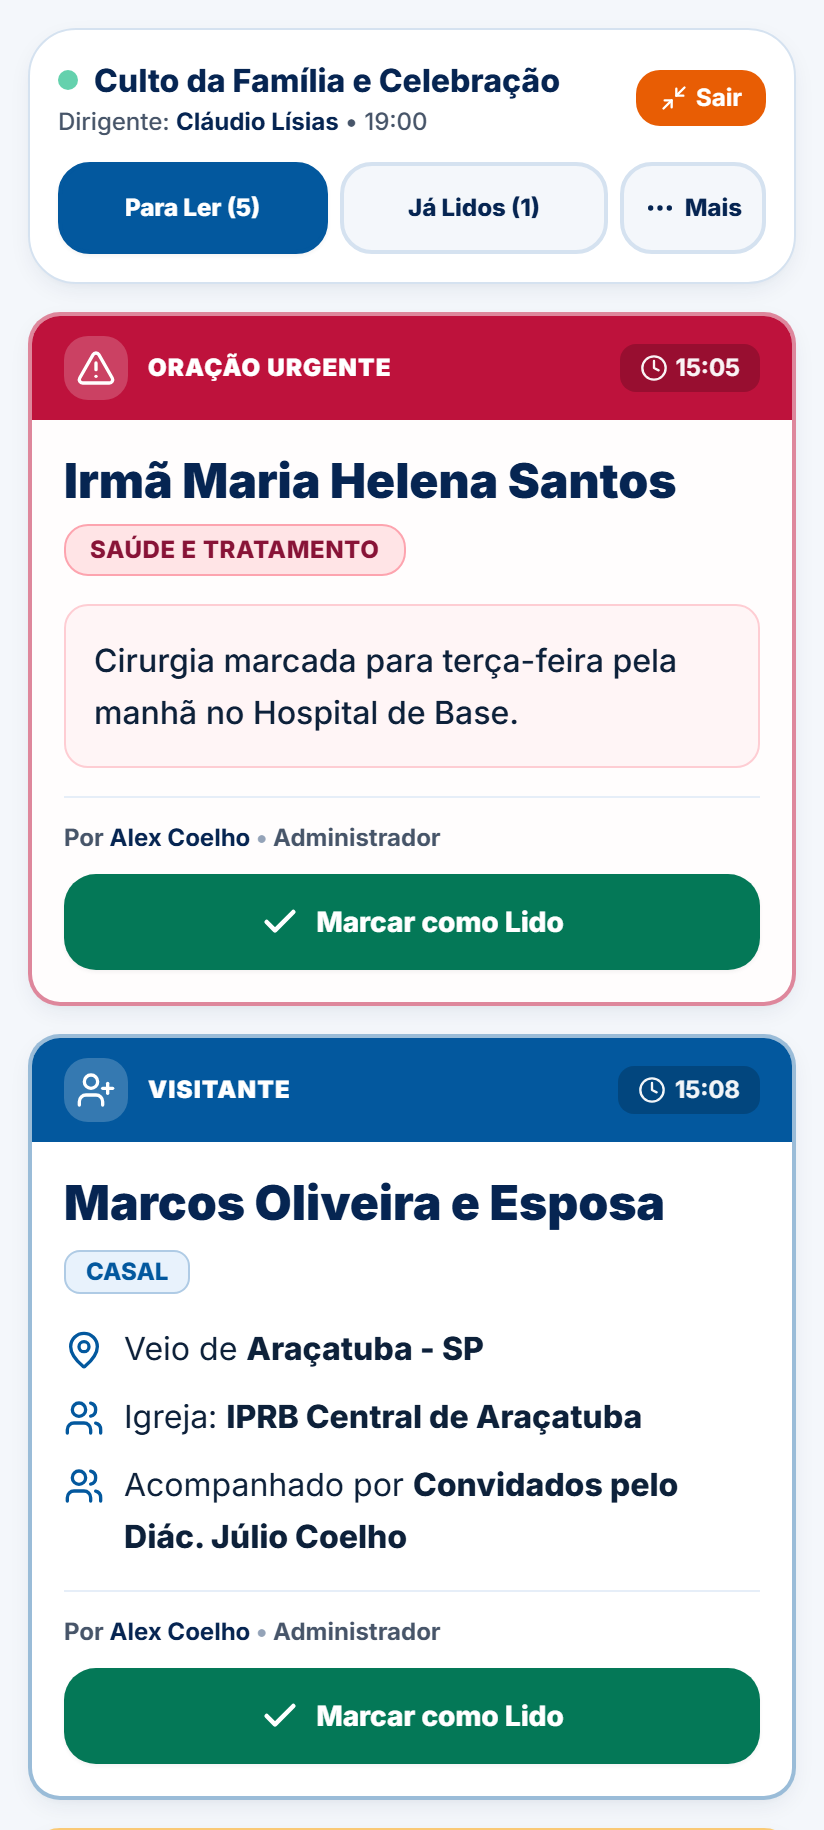 Culto da Família e Celebração
Dirigente: Cláudio Lísias • 19:00
Sair
Para Ler (5)
Já Lidos (1)
··· Mais
ORAÇÃO URGENTE
15:05
Irmã Maria Helena Santos
SAÚDE E TRATAMENTO
Cirurgia marcada para terça-feira pela
manhã no Hospital de Base.
Por Alex Coelho • Administrador
Marcar como Lido
VISITANTE
15:08
Marcos Oliveira e Esposa
CASAL
Veio de Araçatuba - SP
Igreja: IPRB Central de Araçatuba
Acompanhado por Convidados pelo
Diác. Júlio Coelho
Por Alex Coelho • Administrador
Marcar como Lido